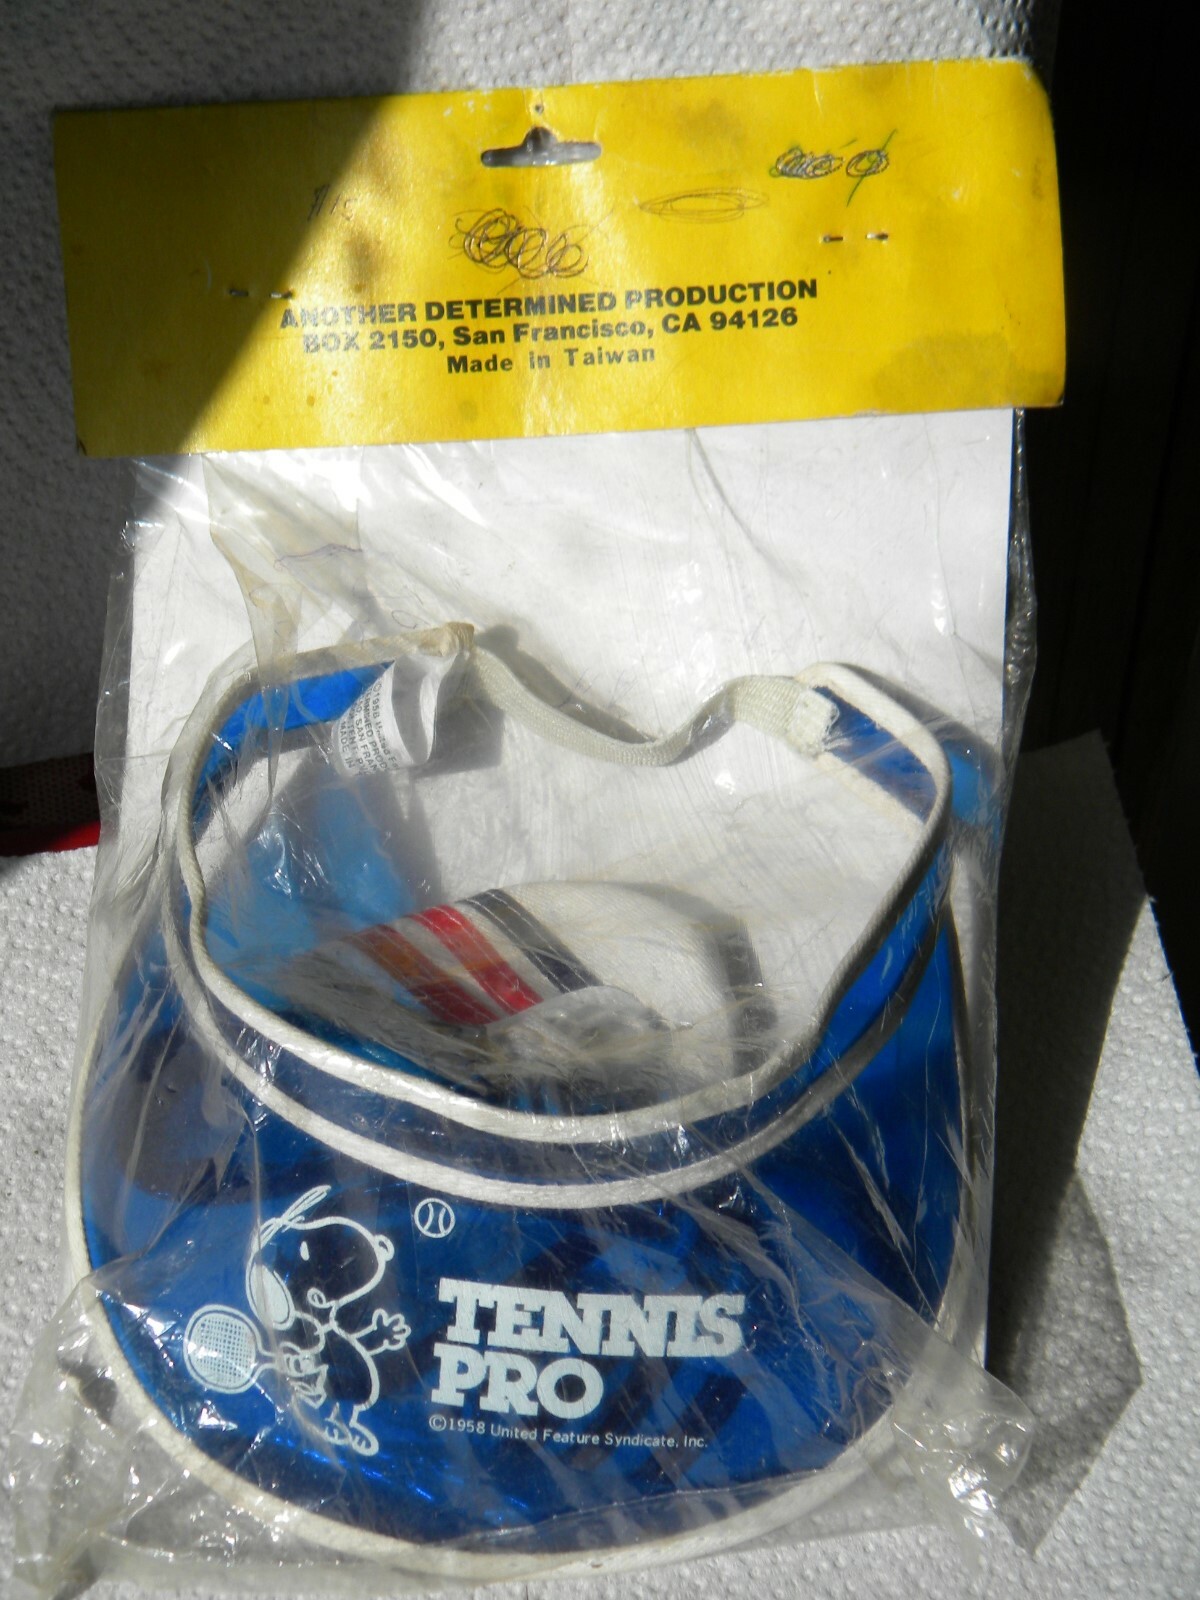 ANOTHER DETERMINED PRODUCTION
BOX 2150, San Francisco, CA 94126
Made in Taiwan
TENNIS
PRO
©1958 United Feature Syndicate, Inc.